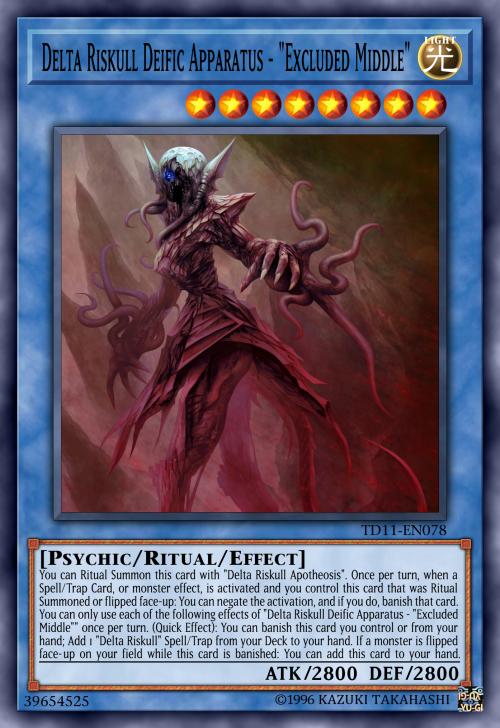 Delta Riskull Deific Apparatus - "Excluded Middle"
LIGHT
光
TD11-EN078
[Psychic/Ritual/Effect]
You can Ritual Summon this card with "Delta Riskull Apotheosis". Once per turn, when a
Spell/Trap Card, or monster effect, is activated and you control this card that was Ritual
Summoned or flipped face-up: You can negate the activation, and if you do, banish that card.
You can only use each of the following effects of "Delta Riskull Deific Apparatus - "Excluded
Middle"" once per turn. (Quick Effect): You can banish this card you control or from your
hand; Add 1 "Delta Riskull" Spell/Trap from your Deck to your hand. If a monster is flipped
face-up on your field while this card is banished: You can add this card to your hand.
ATK/2800 DEF/2800
39654525
©1996 KAZUKI TAKAHASHI